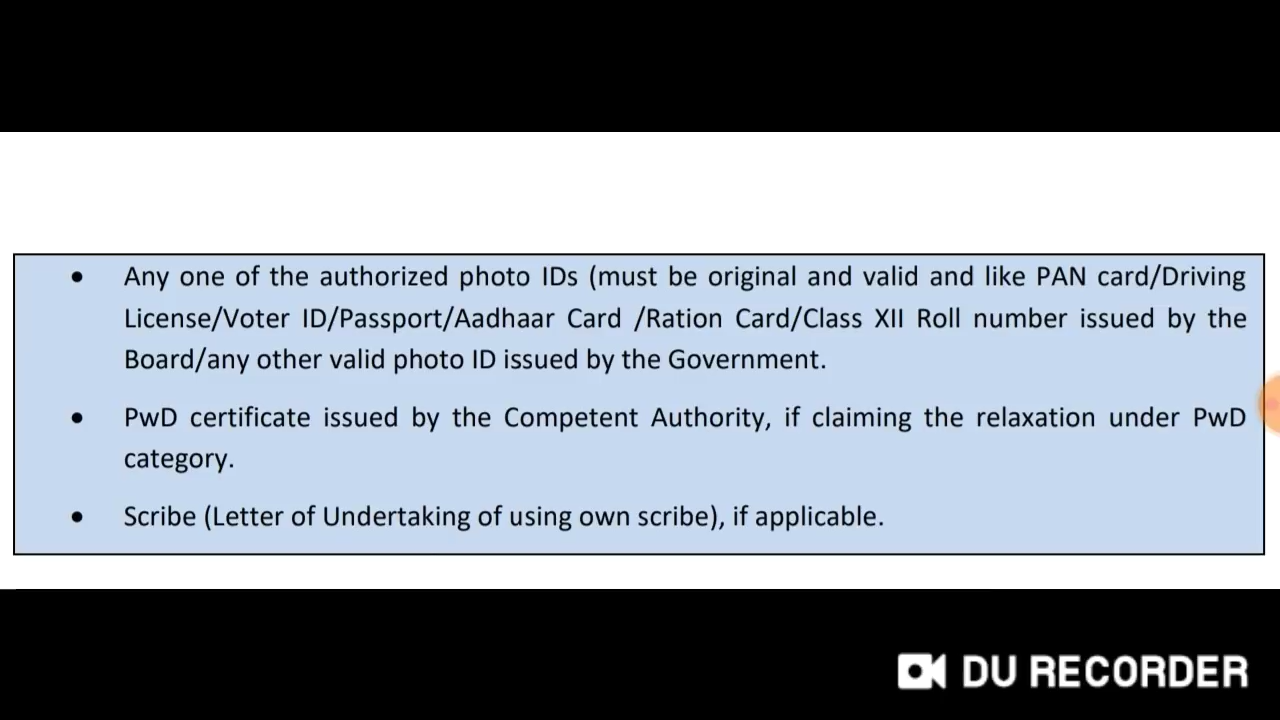 • Any one of the authorized photo IDs (must be original and valid and like PAN card/Driving
License/Voter ID/Passport/Aadhaar Card /Ration Card/Class XII Roll number issued by the
Board/any other valid photo ID issued by the Government.
• PwD certificate issued by the Competent Authority, if claiming the relaxation under PwD
category.
• Scribe (Letter of Undertaking of using own scribe), if applicable.
DU RECORDER